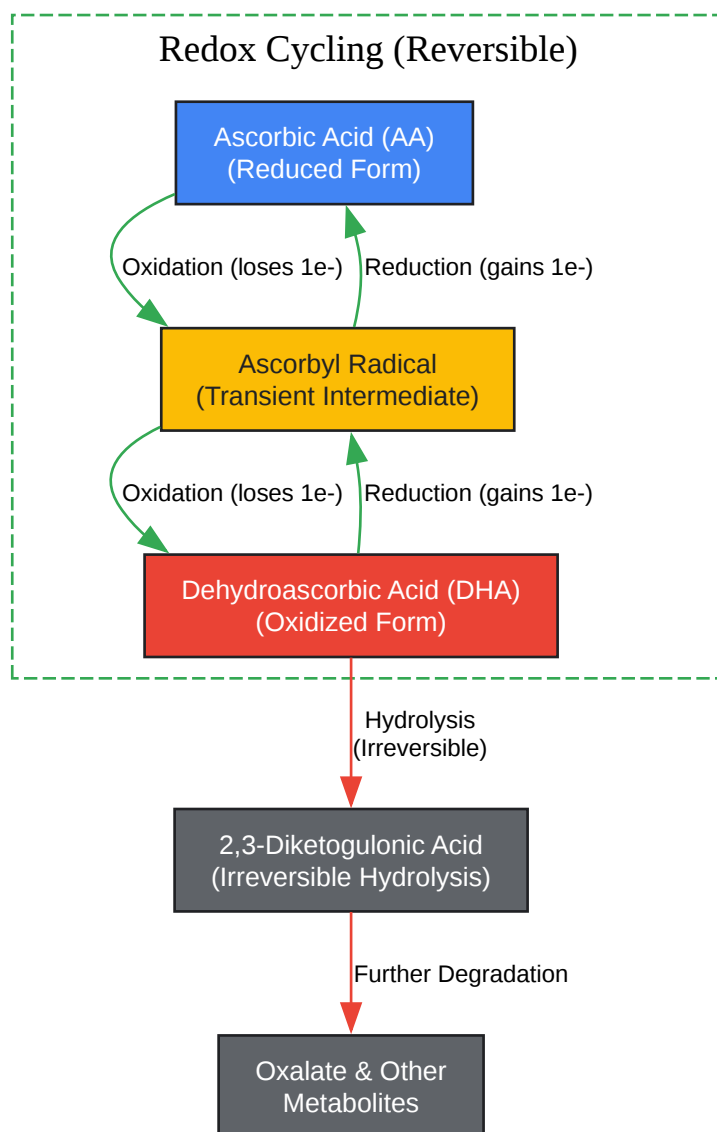 Redox Cycling (Reversible)
Ascorbic Acid (AA)
(Reduced Form)
Oxidation (loses 1e-)
Reduction (gains 1e-)
Ascorbyl Radical
(Transient Intermediate)
Oxidation (loses 1e-)
Reduction (gains 1e-)
Dehydroascorbic Acid (DHA)
(Oxidized Form)
Hydrolysis
(Irreversible)
2,3-Diketogulonic Acid
(Irreversible Hydrolysis)
Further Degradation
Oxalate & Other
Metabolites